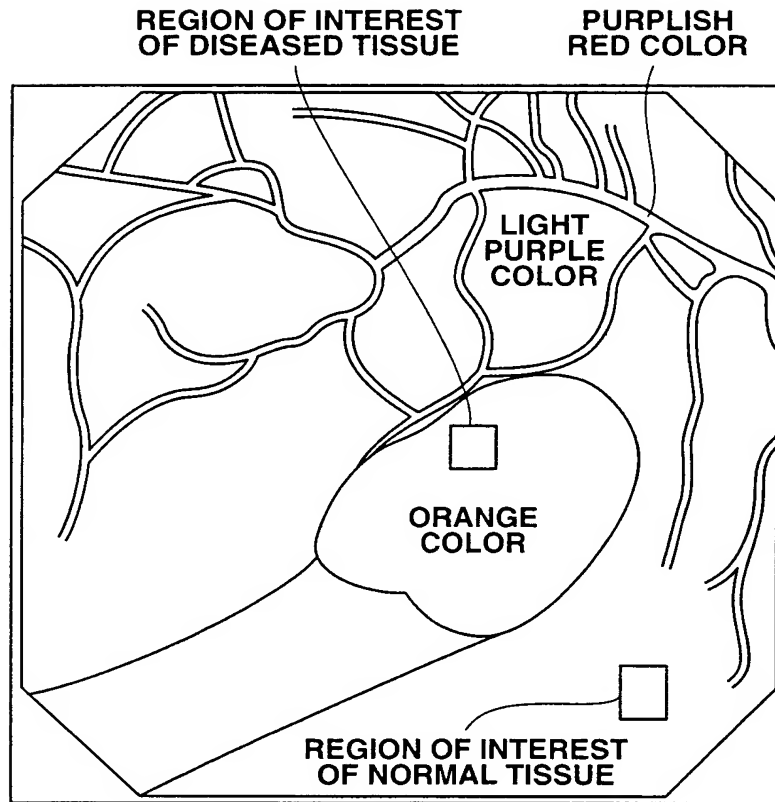 REGION OF INTEREST
OF DISEASED TISSUE
PURPLISH
RED COLOR
LIGHT
PURPLE
COLOR
ORANGE
COLOR
REGION OF INTEREST
OF NORMAL TISSUE